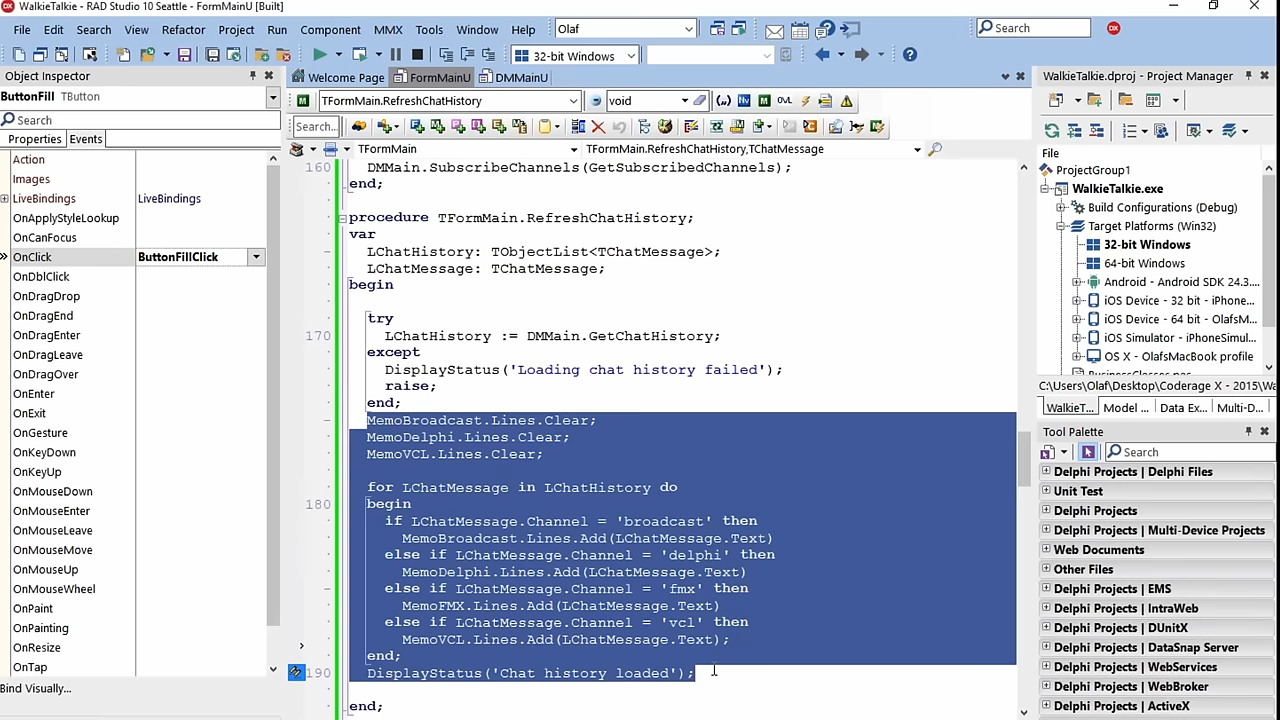 WalkieTalkie - RAD Studio 10 Seattle - FormMainU [Built]
File Edit Search View Refactor Project Run Component MMX Tools Window Help
Olaf
Search
32-bit Windows
Object Inspector
ButtonFill TButton
Search
Properties Events
Action
Images
LiveBindings LiveBindings
OnApplyStyleLookup
OnCanFocus
OnClick ButtonFillClick
OnDblClick
OnDragDrop
OnDragEnd
OnDragEnter
OnDragLeave
OnDragOver
OnEnter
OnExit
OnGesture
OnKeyDown
OnKeyUp
OnMouseDown
OnMouseEnter
OnMouseLeave
OnMouseMove
OnMouseUp
OnMouseWheel
OnPaint
OnPainting
OnResize
OnTap
Bind Visually...
Welcome Page FormMainU DMMainU
TFormMain.RefreshChatHistory void
Search...
TFormMain TFormMain.RefreshChatHistory,TChatMessage
160 DMMain.SubscribeChannels(GetSubscribedChannels);
end;
procedure TFormMain.RefreshChatHistory;
var
LChatHistory: TObjectList<TChatMessage>;
LChatMessage: TChatMessage;
begin
try
170 LChatHistory := DMMain.GetChatHistory;
except
DisplayStatus('Loading chat history failed');
raise;
end;
MemoBroadcast.Lines.Clear;
MemoDelphi.Lines.Clear;
MemoVCL.Lines.Clear;
for LChatMessage in LChatHistory do
180 begin
if LChatMessage.Channel = 'broadcast' then
MemoBroadcast.Lines.Add(LChatMessage.Text)
else if LChatMessage.Channel = 'delphi' then
MemoDelphi.Lines.Add(LChatMessage.Text)
else if LChatMessage.Channel = 'fmx' then
MemoFMX.Lines.Add(LChatMessage.Text)
else if LChatMessage.Channel = 'vcl' then
MemoVCL.Lines.Add(LChatMessage.Text);
end;
190 DisplayStatus('Chat history loaded');
end;
WalkieTalkie.dproj - Project Manager
File
ProjectGroup1
WalkieTalkie.exe
Build Configurations (Debug)
Target Platforms (Win32)
32-bit Windows
64-bit Windows
Android - Android SDK 24.3....
iOS Device - 32 bit - iPhone...
iOS Device - 64 bit - OlafsM...
iOS Simulator - iPhoneSimul...
OS X - OlafsMacBook profile
C:\Users\Olaf\Desktop\Coderage X - 2015\Wa
WalkieT... Model ... Data Ex... Multi-D...
Tool Palette
Search
Delphi Projects | Delphi Files
Unit Test
Delphi Projects
Delphi Projects | Multi-Device Projects
Web Documents
Other Files
Delphi Projects | EMS
Delphi Projects | IntraWeb
Delphi Projects | DUnitX
Delphi Projects | DataSnap Server
Delphi Projects | WebServices
Delphi Projects | WebBroker
Delphi Projects | ActiveX